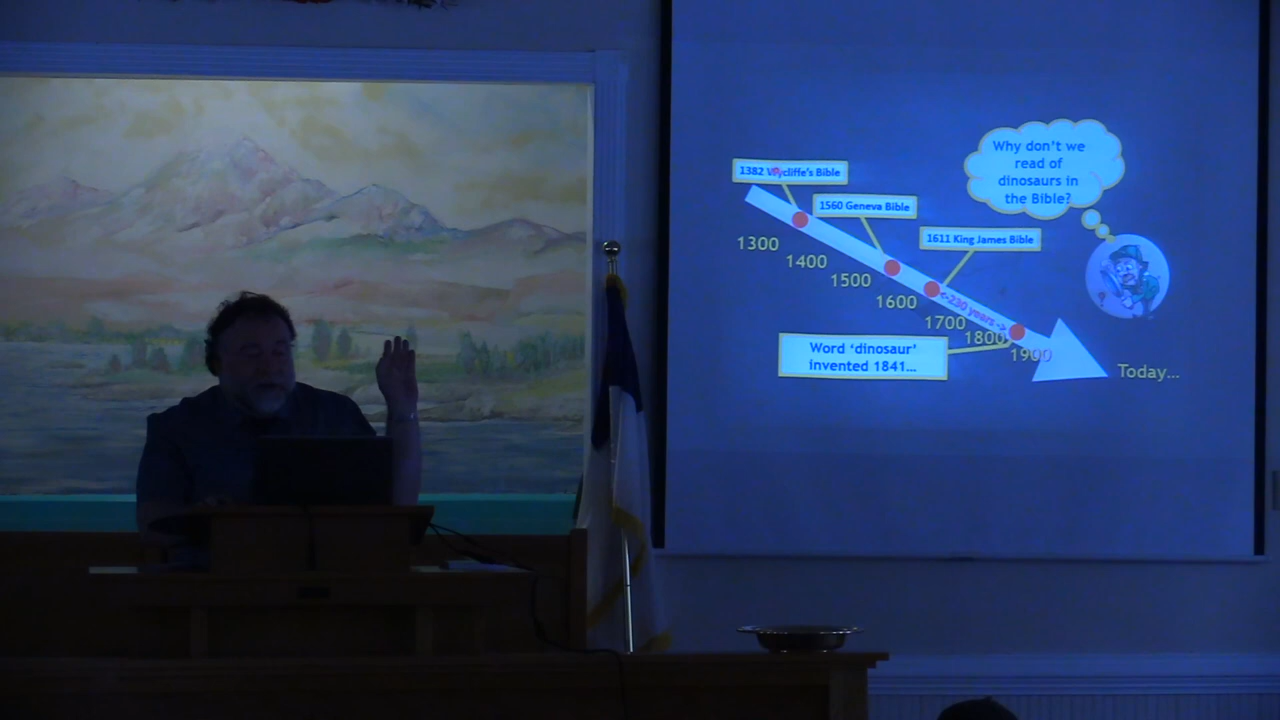 Why don't we
read of
dinosaurs in
the Bible?
1382 Wycliffe's Bible
1560 Geneva Bible
1611 King James Bible
1300
1400
1500
1600
1700
1800
1900
<-230 years->
Word 'dinosaur'
invented 1841...
Today...